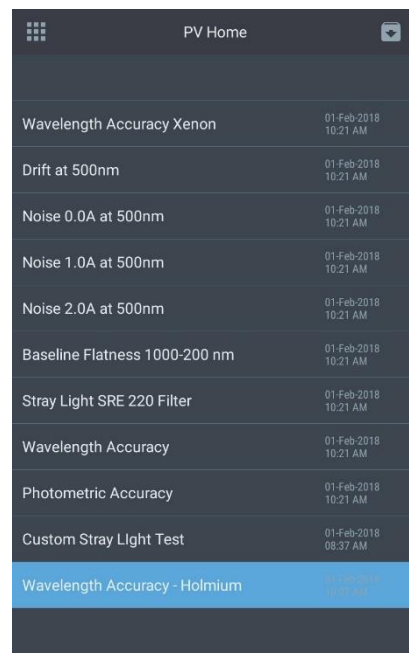 PV Home
Wavelength Accuracy Xenon
01-Feb-2018
10:21 AM
Drift at 500nm
01-Feb-2018
10:21 AM
Noise 0.0A at 500nm
01-Feb-2018
10:21 AM
Noise 1.0A at 500nm
01-Feb-2018
10:21 AM
Noise 2.0A at 500nm
01-Feb-2018
10:21 AM
Baseline Flatness 1000-200 nm
01-Feb-2018
10:21 AM
Stray Light SRE 220 Filter
01-Feb-2018
10:21 AM
Wavelength Accuracy
01-Feb-2018
10:21 AM
Photometric Accuracy
01-Feb-2018
10:21 AM
Custom Stray LIght Test
01-Feb-2018
08:37 AM
Wavelength Accuracy - Holmium